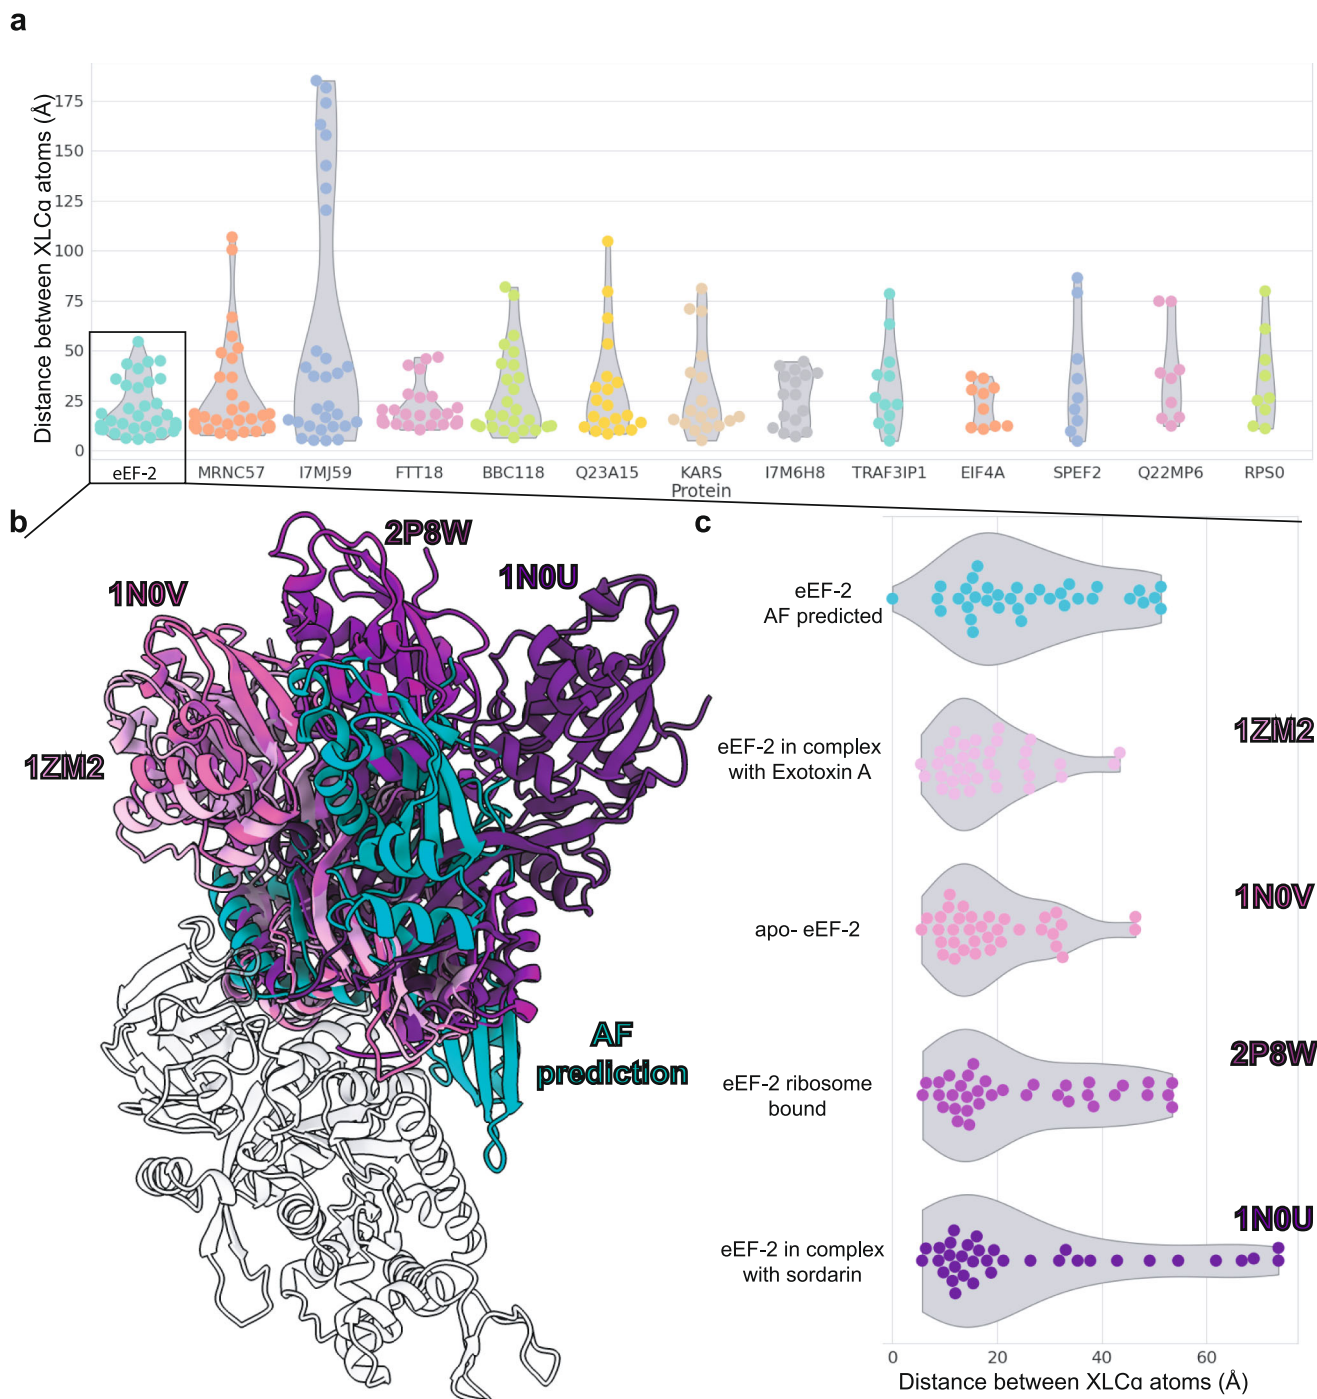 a
Distance between XLCα atoms (Å)
175
150
125
100
75
50
25
0
eEF-2 MRNC57 I7MJ59 FTT18 BBC118 Q23A15 KARS I7M6H8 TRAF3IP1 EIF4A SPEF2 Q22MP6 RPS0
Protein
b
2P8W
1N0U
1N0V
1ZM2
AF
prediction
c
eEF-2
AF predicted
eEF-2 in complex
with Exotoxin A
1ZM2
apo- eEF-2
1N0V
eEF-2 ribosome
bound
2P8W
eEF-2 in complex
with sordarin
1N0U
0 20 40 60
Distance between XLCα atoms (Å)